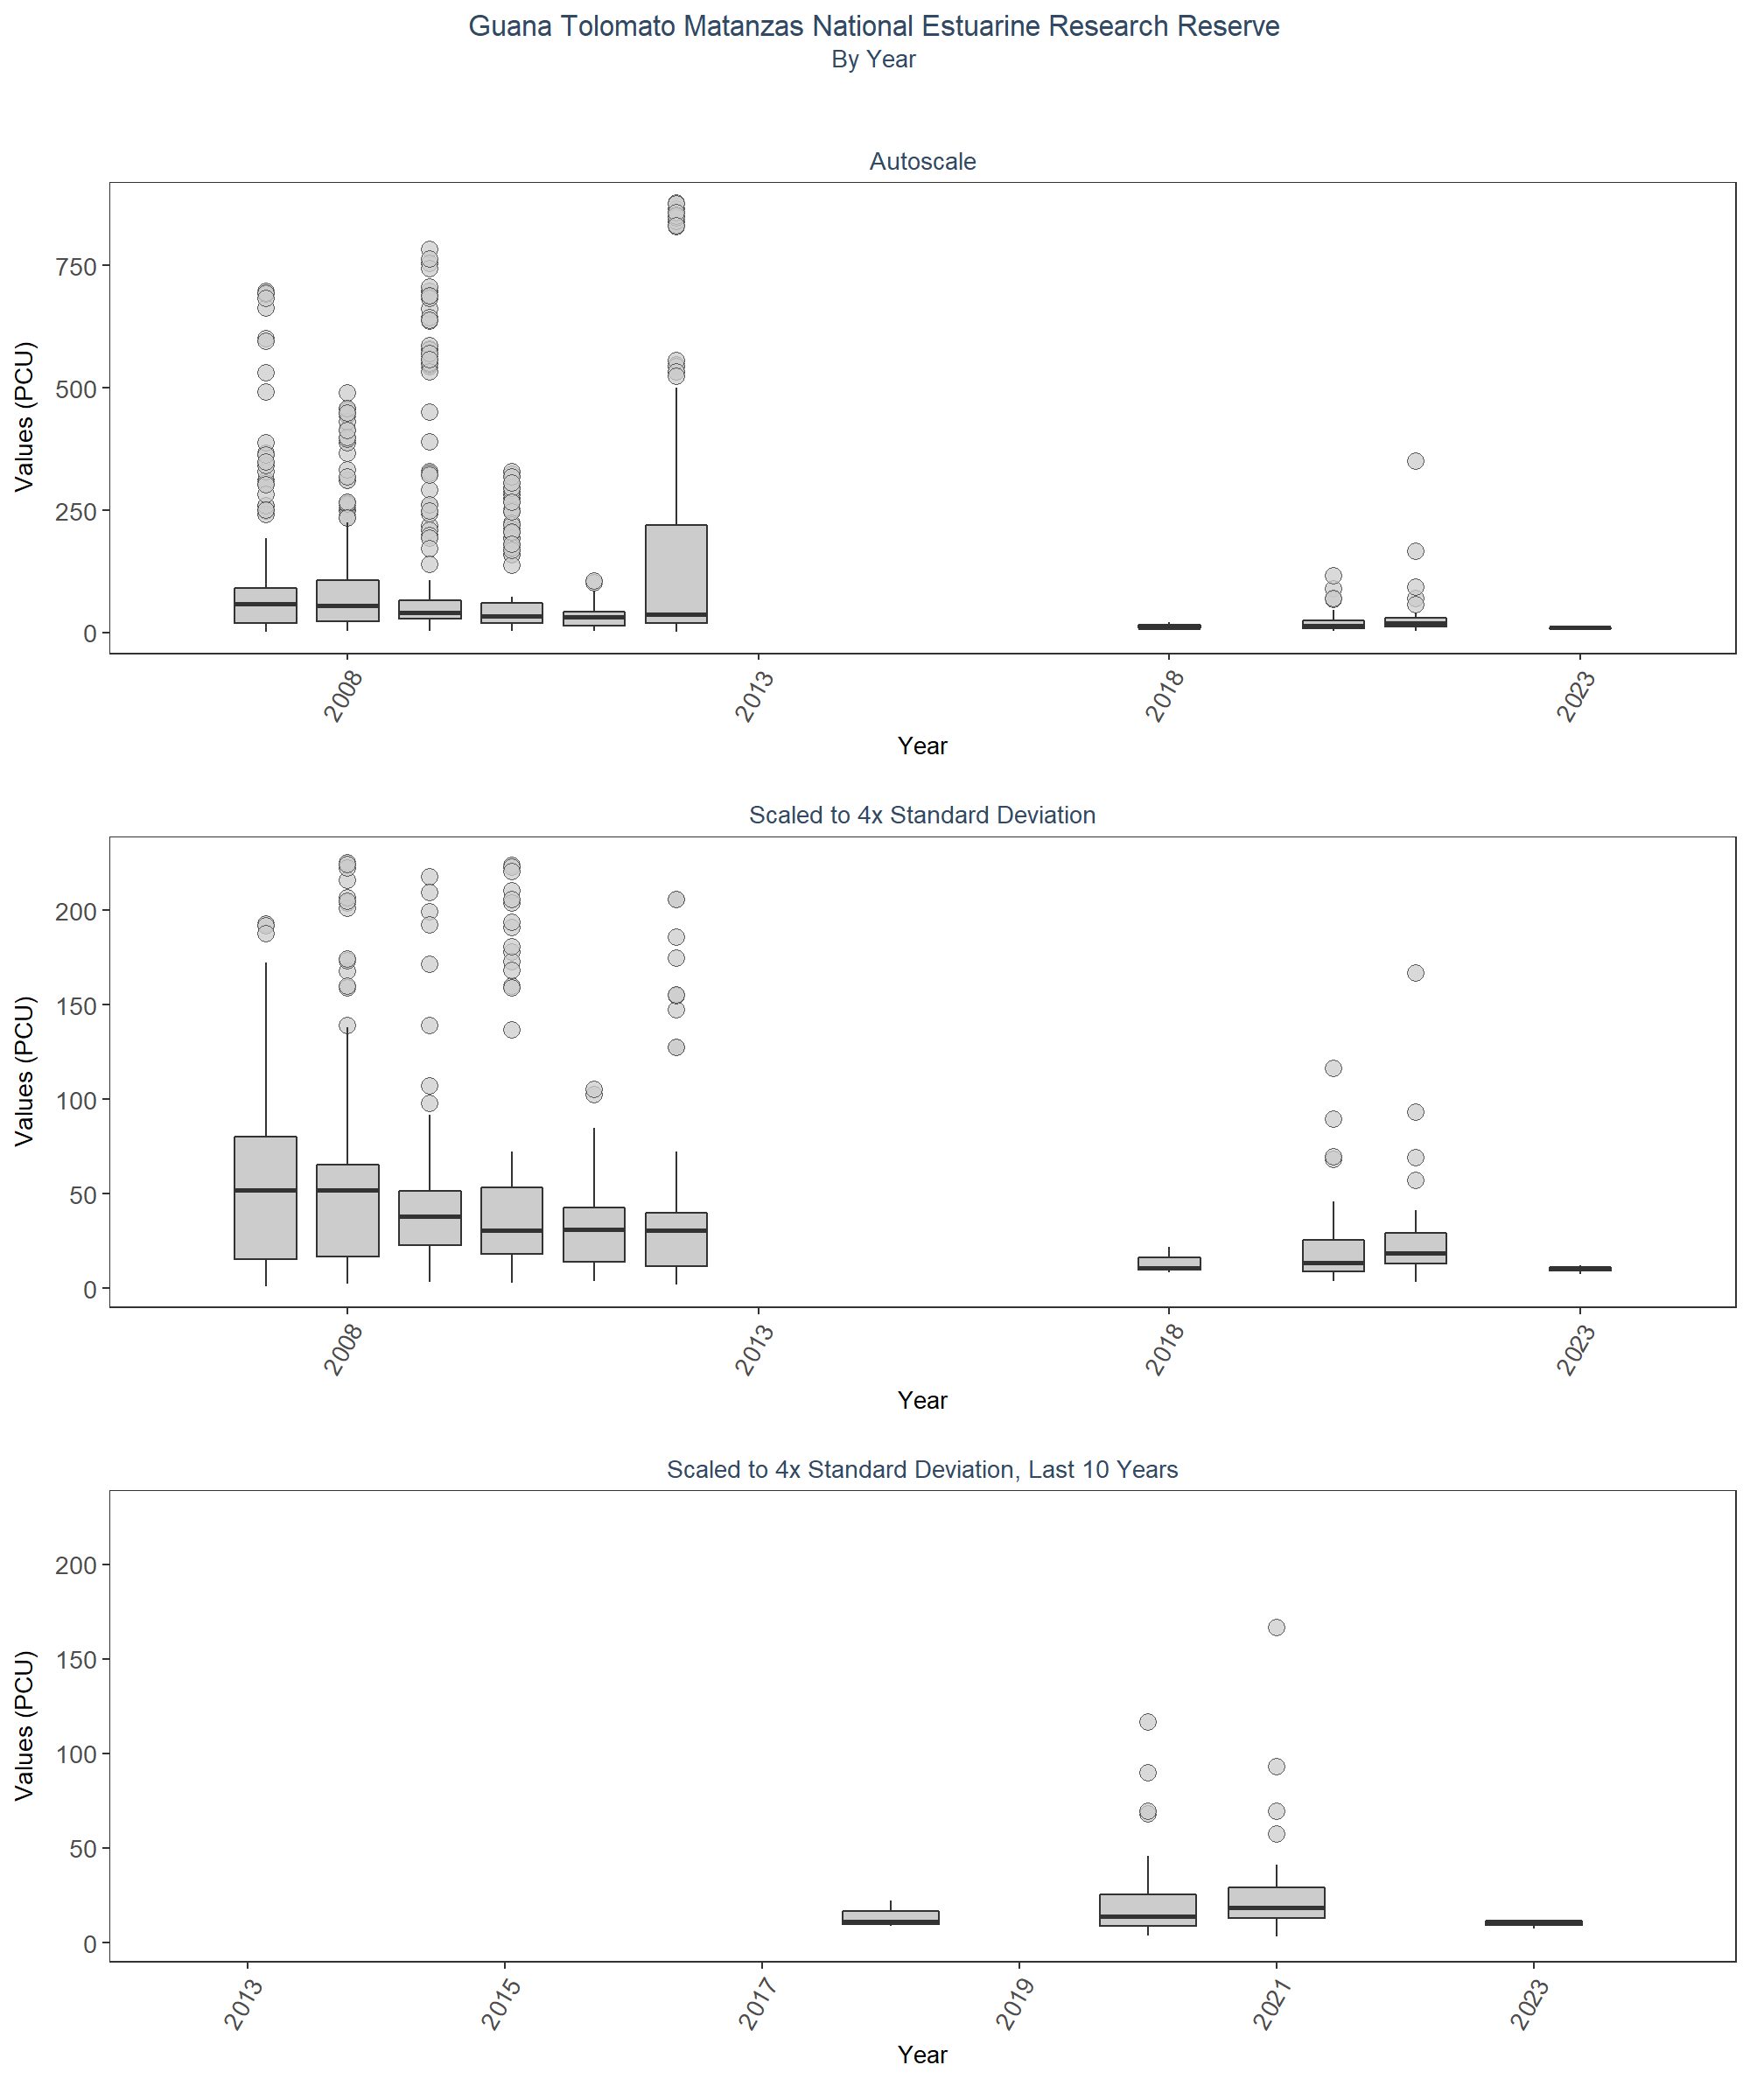 Guana Tolomato Matanzas National Estuarine Research Reserve
By Year
Autoscale
Values (PCU)
750
500
250
0
2008
2013
2018
2023
Year
Scaled to 4x Standard Deviation
Values (PCU)
200
150
100
50
0
2008
2013
2018
2023
Year
Scaled to 4x Standard Deviation, Last 10 Years
Values (PCU)
200
150
100
50
0
2013
2015
2017
2019
2021
2023
Year